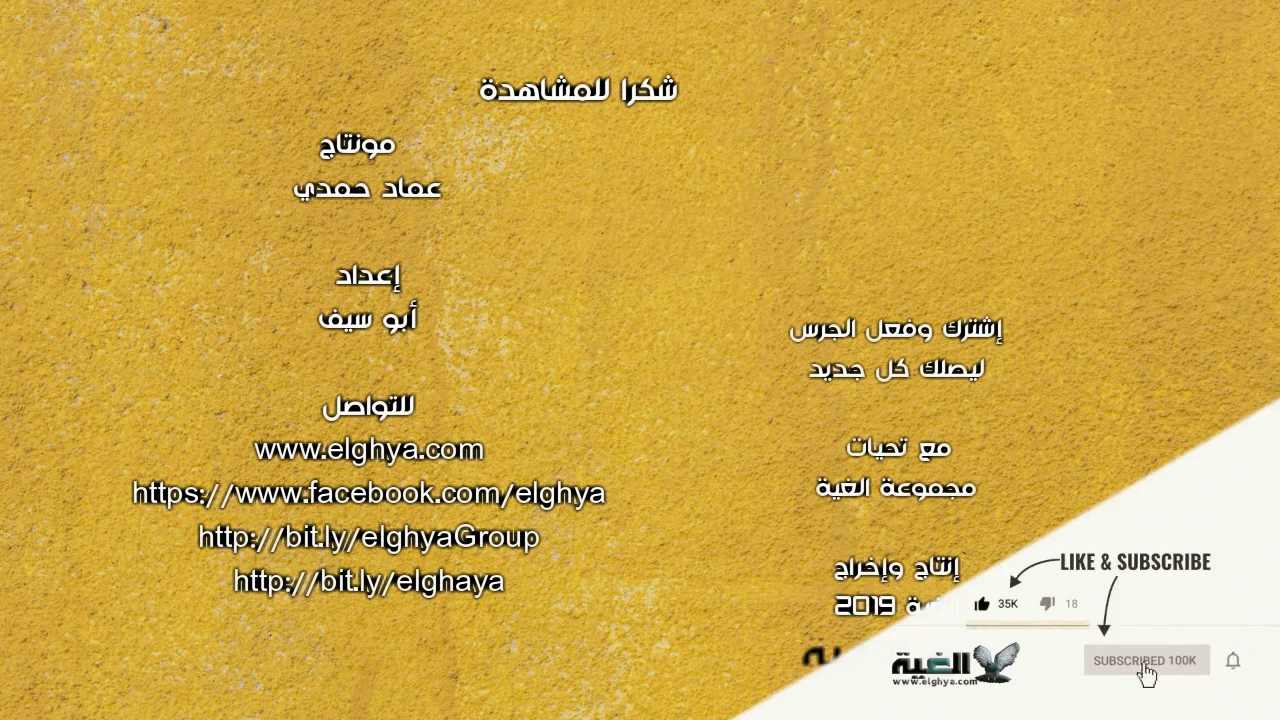 شكرا للمشاهدة
مونتاج
عماد حمدي
إعداد
أبو سيف
للتواصل
www.elghya.com
https://www.facebook.com/elghya
http://bit.ly/elghyaGroup
http://bit.ly/elghaya
إشترك وفعل الجرس
ليصلك كل جديد
مع تحيات
مجموعة الغية
إنتاج وإخراج
2019
LIKE & SUBSCRIBE
35K 18
SUBSCRIBED 100K
الغية
www.elghya.com